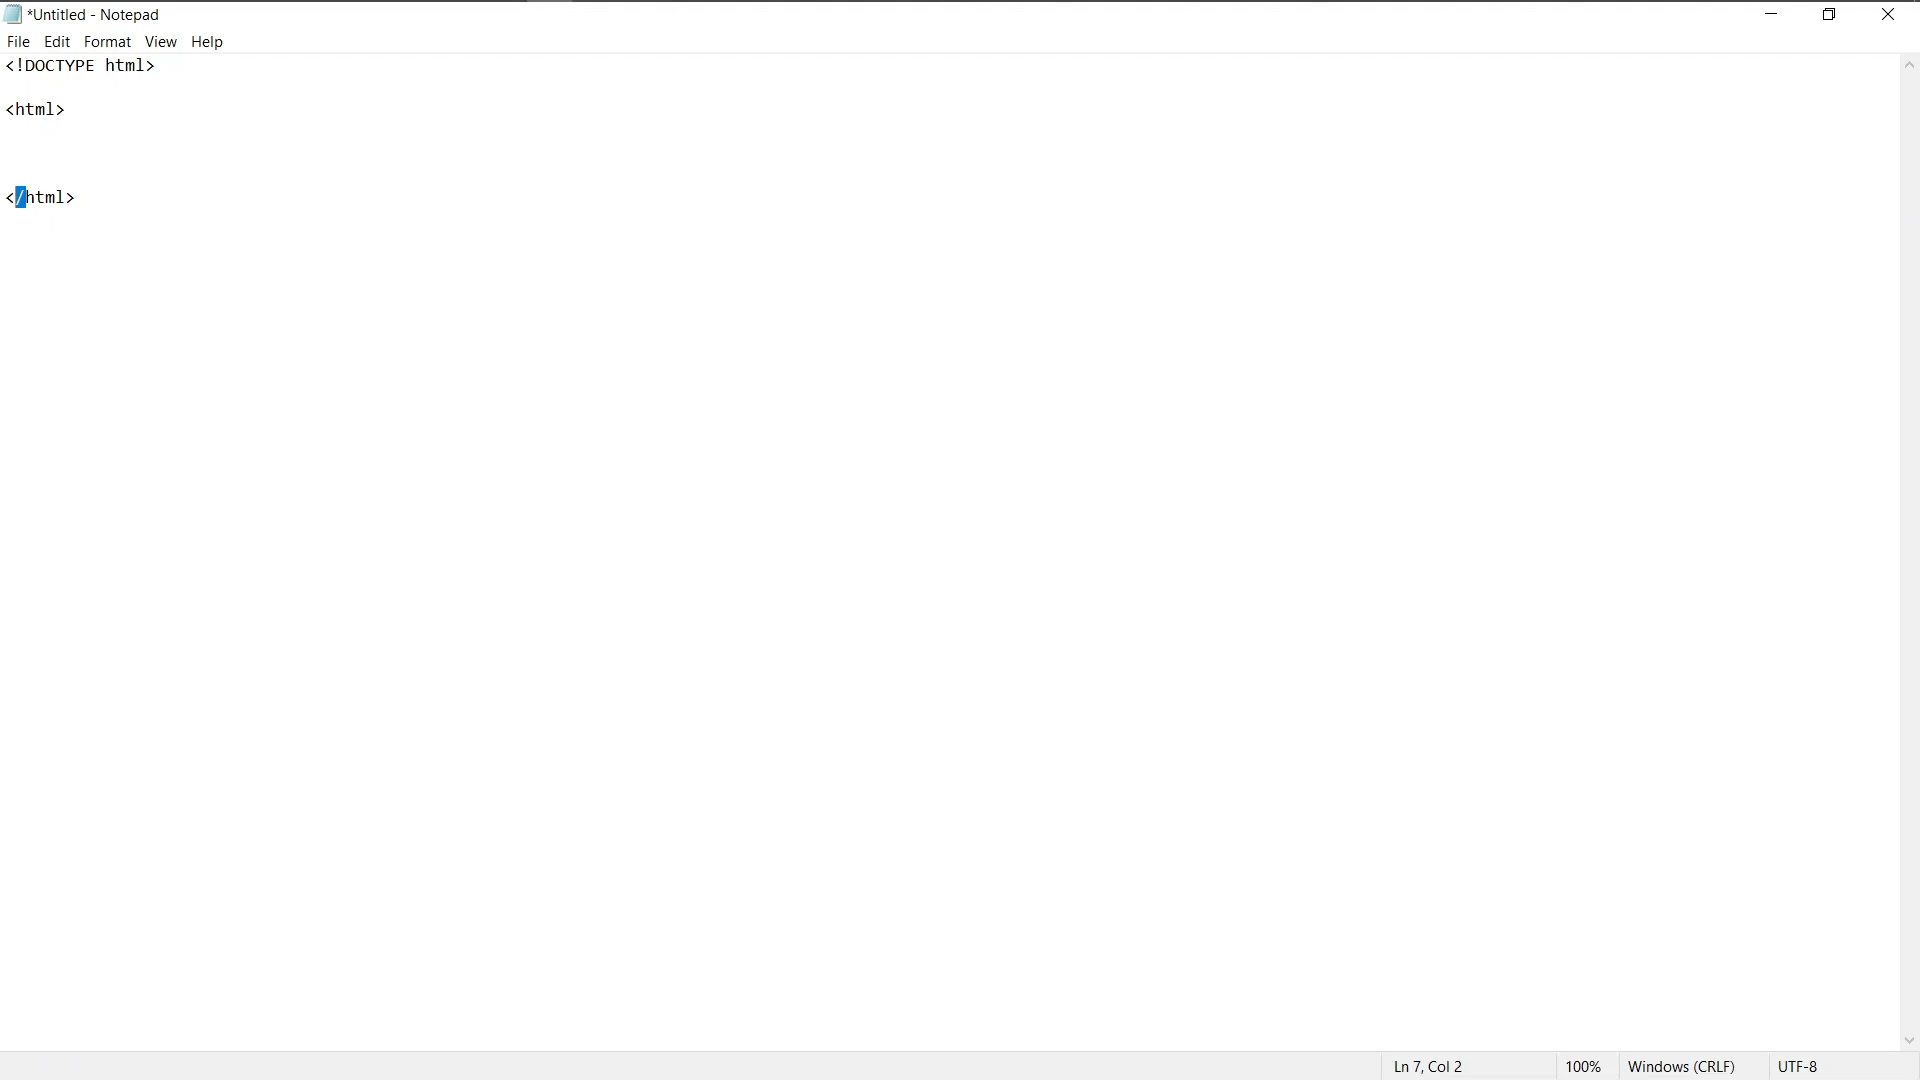 *Untitled - Notepad
File Edit Format View Help
<!DOCTYPE html>
<html>
</html>
Ln 7, Col 2 100% Windows (CRLF) UTF-8